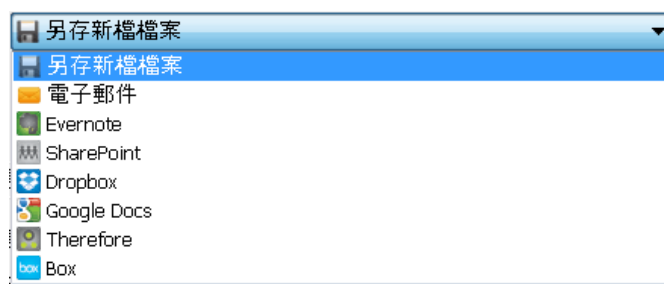 另存新檔檔案
另存新檔檔案
電子郵件
Evernote
SharePoint
Dropbox
Google Docs
Therefore
box Box